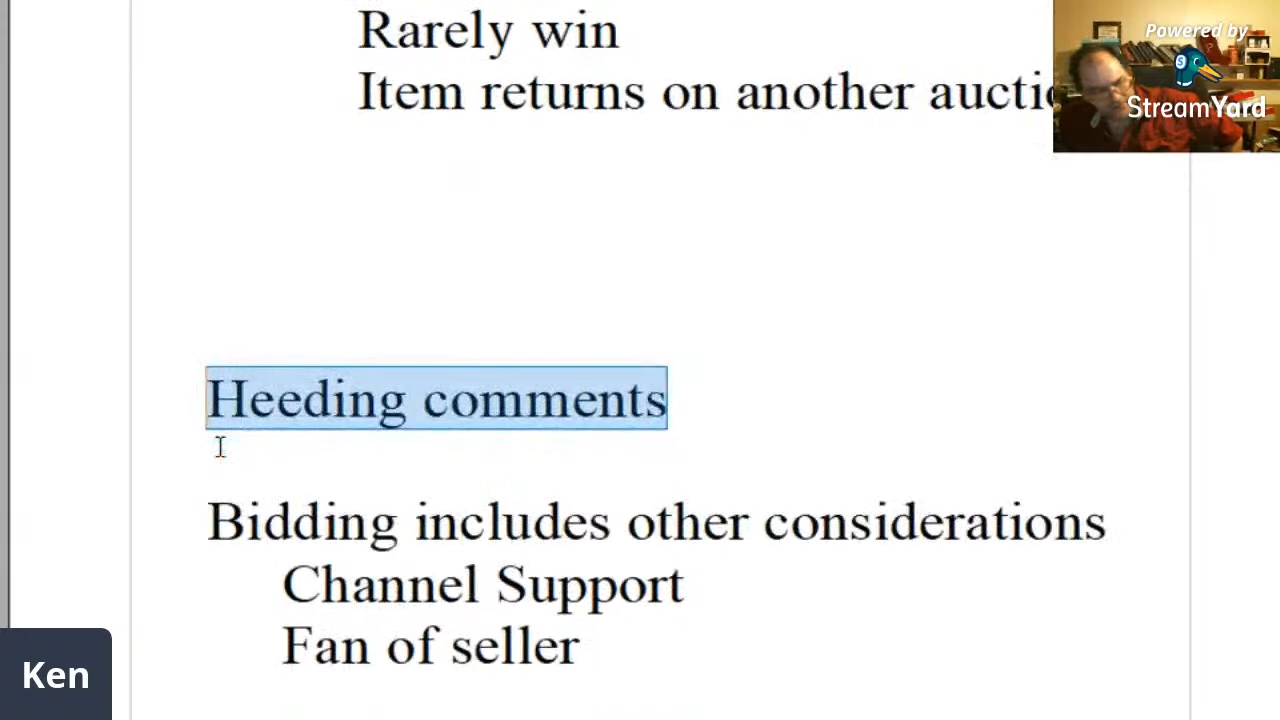 Rarely win
Item returns on another auctio
Powered by
StreamYard
Heeding comments
Bidding includes other considerations
Channel Support
Fan of seller
Ken